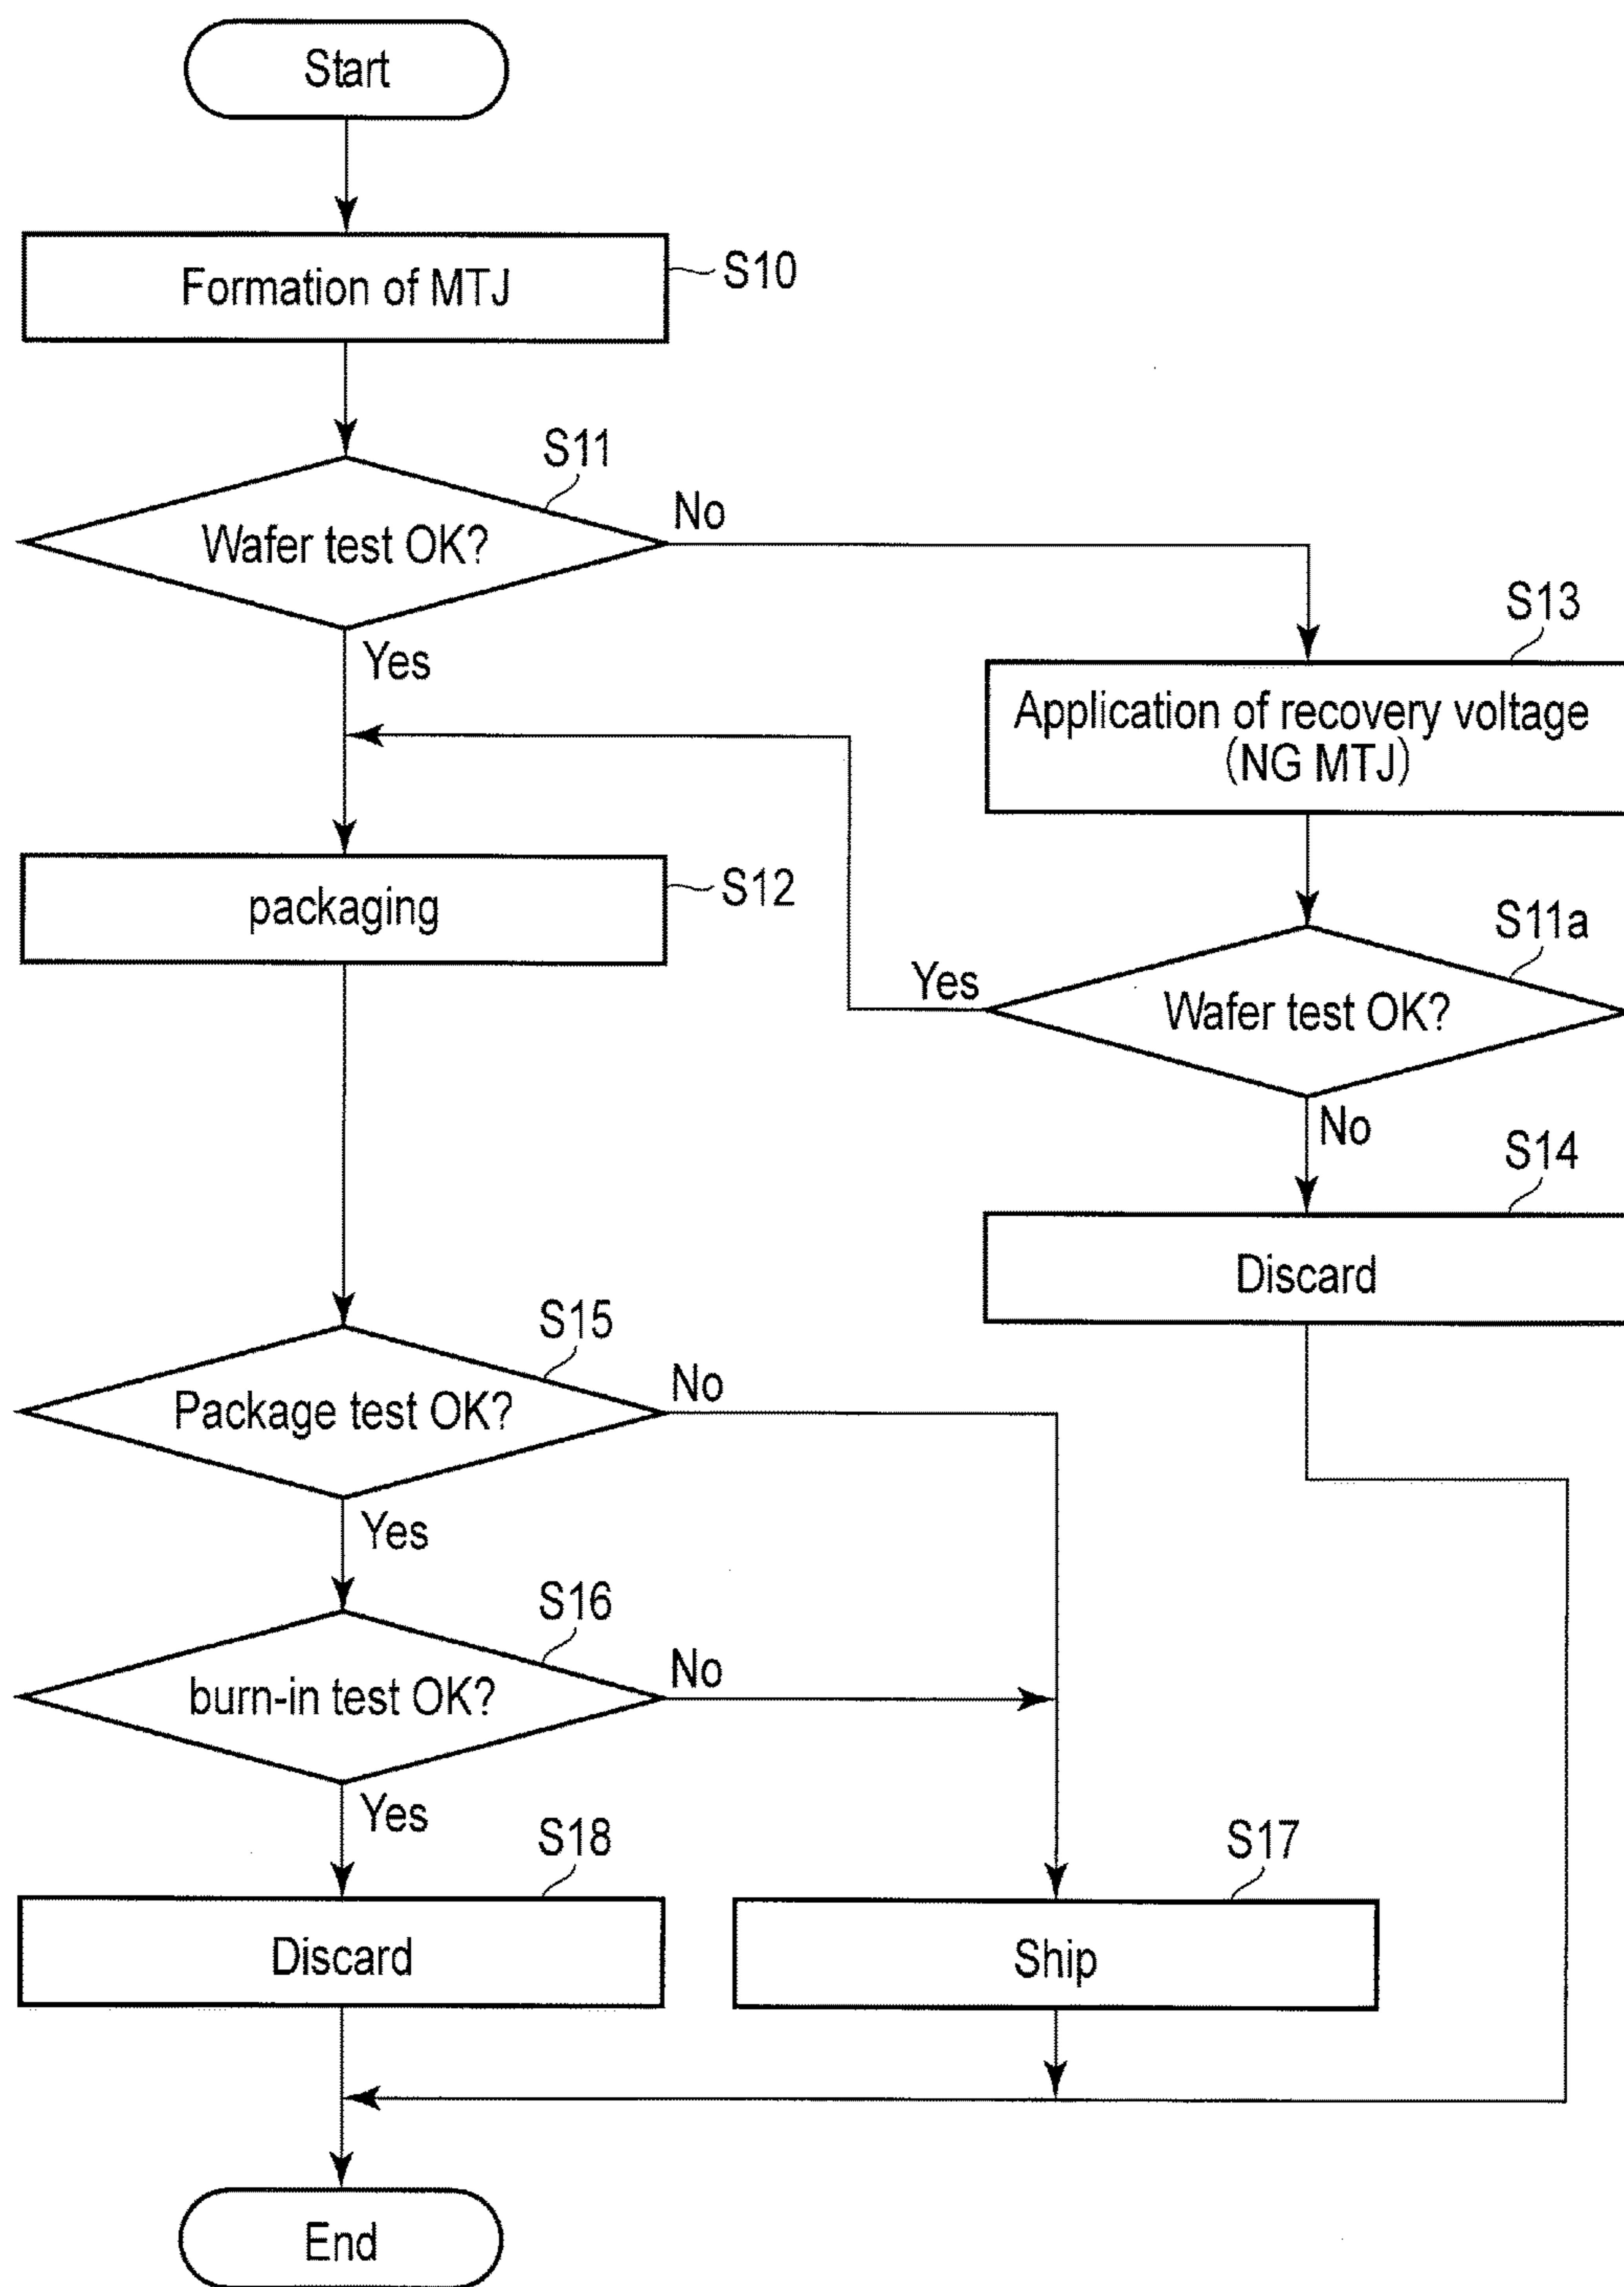 Start
Formation of MTJ
S10
S11
Wafer test OK?
No
Yes
S13
Application of recovery voltage
(NG MTJ)
packaging
S12
S11a
Wafer test OK?
Yes
No
S14
Discard
S15
Package test OK?
No
Yes
S16
burn-in test OK?
No
Yes
S18
Discard
S17
Ship
End